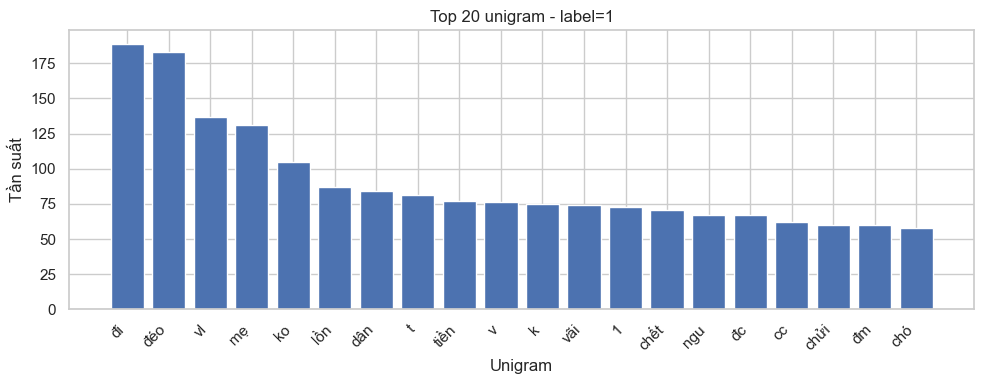 Top 20 unigram - label=1
Tần suất
175
150
125
100
75
50
25
0
đi
đéo
vl
mẹ
ko
lồn
dân
t
tiền
v
k
vãi
1
chết
ngu
đc
cc
chửi
đm
chó
Unigram